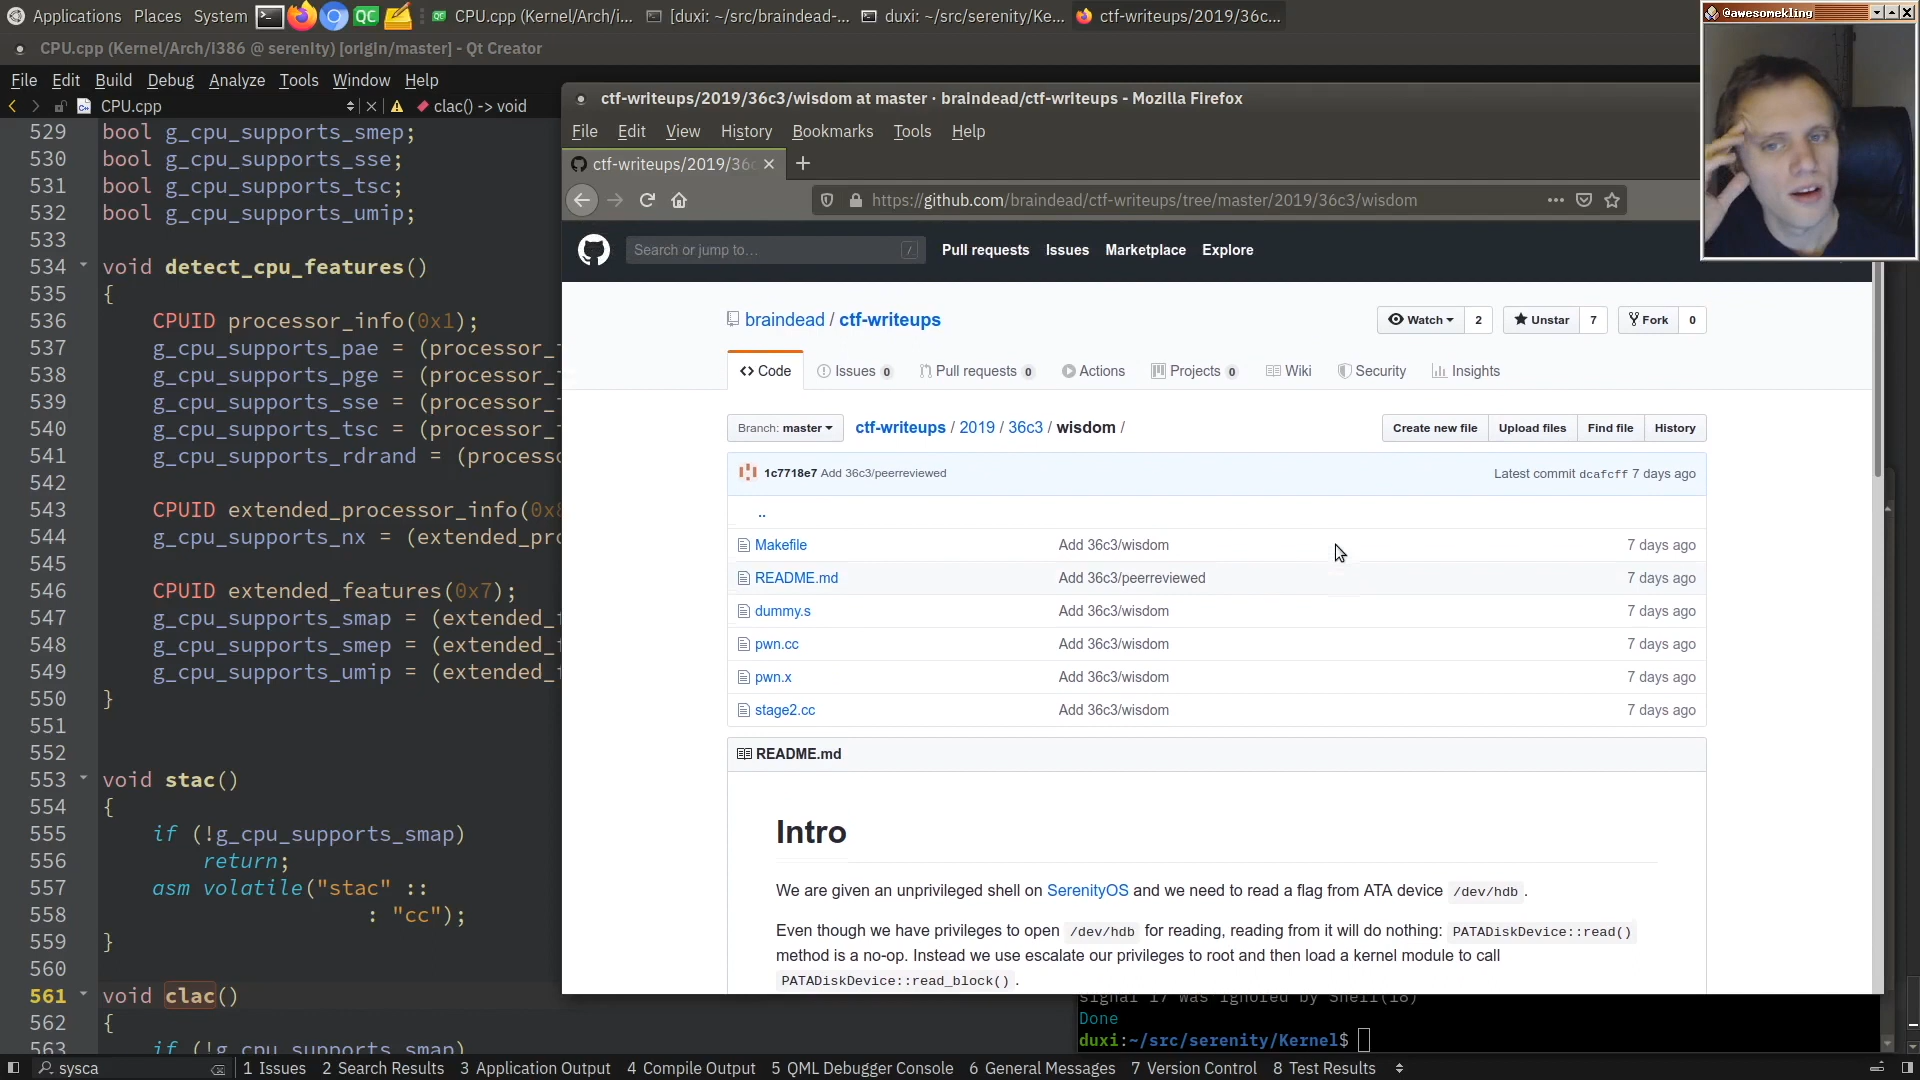 Applications Places System QC CPU.cpp (Kernel/Arch/i... [duxi: ~/src/braindead-... duxi: ~/src/serenity/Ke... ctf-writeups/2019/36c...
@awesomekling
CPU.cpp (Kernel/Arch/i386 @ serenity) [origin/master] - Qt Creator
File Edit Build Debug Analyze Tools Window Help
CPU.cpp clac() -> void
529 bool g_cpu_supports_smep;
530 bool g_cpu_supports_sse;
531 bool g_cpu_supports_tsc;
532 bool g_cpu_supports_umip;
533
534 void detect_cpu_features()
535 {
536 CPUID processor_info(0x1);
537 g_cpu_supports_pae = (processor_
538 g_cpu_supports_pge = (processor_
539 g_cpu_supports_sse = (processor_
540 g_cpu_supports_tsc = (processor_
541 g_cpu_supports_rdrand = (process
542
543 CPUID extended_processor_info(0x
544 g_cpu_supports_nx = (extended_pr
545
546 CPUID extended_features(0x7);
547 g_cpu_supports_smap = (extended_
548 g_cpu_supports_smep = (extended_
549 g_cpu_supports_umip = (extended_
550 }
551
552
553 void stac()
554 {
555 if (!g_cpu_supports_smap)
556 return;
557 asm volatile("stac" ::
558 : "cc");
559 }
560
561 void clac()
562 {
563 if (!g_cpu_supports_smap)
ctf-writeups/2019/36c3/wisdom at master · braindead/ctf-writeups - Mozilla Firefox
File Edit View History Bookmarks Tools Help
ctf-writeups/2019/36c
https://github.com/braindead/ctf-writeups/tree/master/2019/36c3/wisdom
Search or jump to... / Pull requests Issues Marketplace Explore
braindead / ctf-writeups Watch 2 Unstar 7 Fork 0
Code Issues 0 Pull requests 0 Actions Projects 0 Wiki Security Insights
Branch: master ctf-writeups / 2019 / 36c3 / wisdom / Create new file Upload files Find file History
1c7718e7 Add 36c3/peerreviewed Latest commit dcafcff 7 days ago
..
Makefile Add 36c3/wisdom 7 days ago
README.md Add 36c3/peerreviewed 7 days ago
dummy.s Add 36c3/wisdom 7 days ago
pwn.cc Add 36c3/wisdom 7 days ago
pwn.x Add 36c3/wisdom 7 days ago
stage2.cc Add 36c3/wisdom 7 days ago
README.md
Intro
We are given an unprivileged shell on SerenityOS and we need to read a flag from ATA device /dev/hdb .
Even though we have privileges to open /dev/hdb for reading, reading from it will do nothing: PATADiskDevice::read()
method is a no-op. Instead we use escalate our privileges to root and then load a kernel module to call
PATADiskDevice::read_block() .
signal 17 was ignored by Shell(18)
Done
duxi:~/src/serenity/Kernel$
sysca 1 Issues 2 Search Results 3 Application Output 4 Compile Output 5 QML Debugger Console 6 General Messages 7 Version Control 8 Test Results